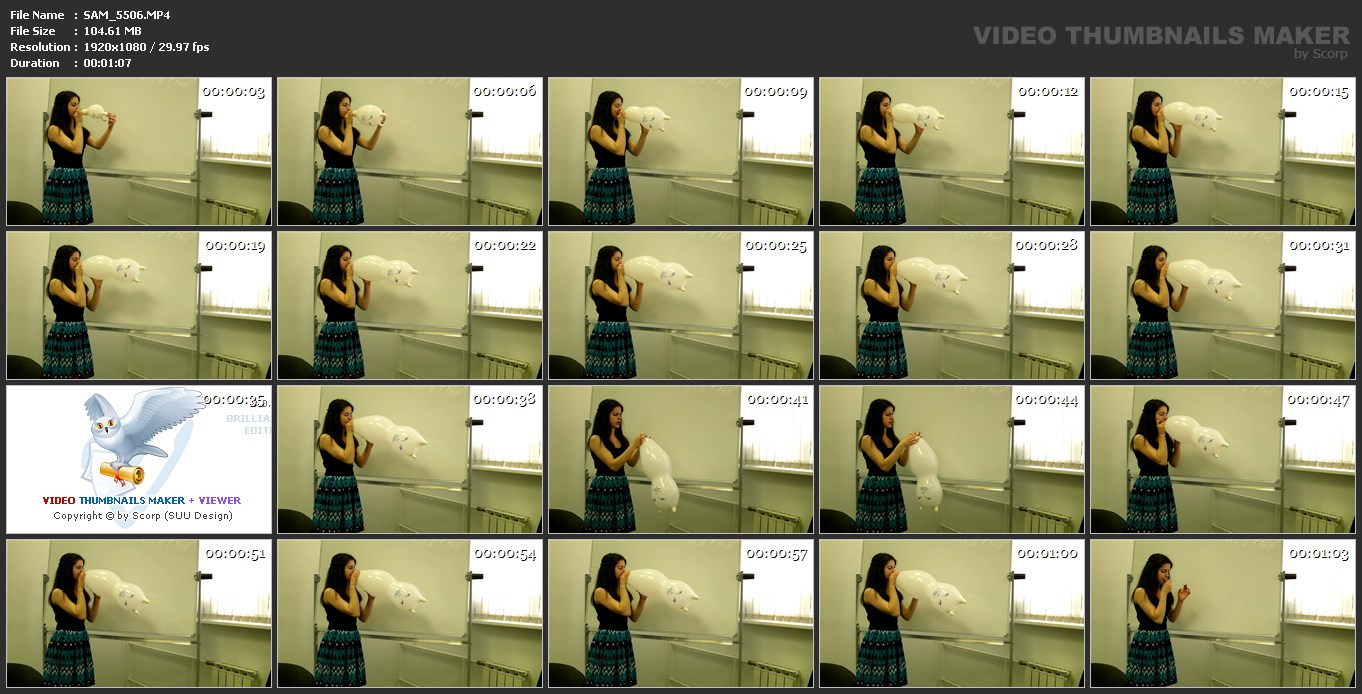 File Name : SAM_5506.MP4
File Size : 104.61 MB
Resolution : 1920x1080 / 29.97 fps
Duration : 00:01:07
VIDEO THUMBNAILS MAKER
by Scorp
00:00:03
00:00:06
00:00:09
00:00:12
00:00:15
00:00:19
00:00:22
00:00:25
00:00:28
00:00:31
00:00:35
BRILLIA
EDIT
VIDEO THUMBNAILS MAKER + VIEWER
Copyright © by Scorp (SUU Design)
00:00:38
00:00:41
00:00:44
00:00:47
00:00:51
00:00:54
00:00:57
00:01:00
00:01:03